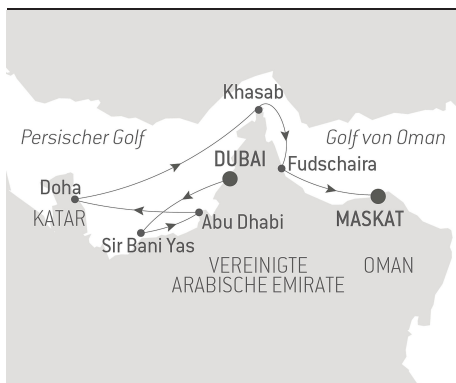 Khasab
Persischer Golf
Golf von Oman
DUBAI
Fudschaira
Doha
KATAR
Abu Dhabi
MASKAT
Sir Bani Yas
VEREINIGTE
ARABISCHE EMIRATE
OMAN